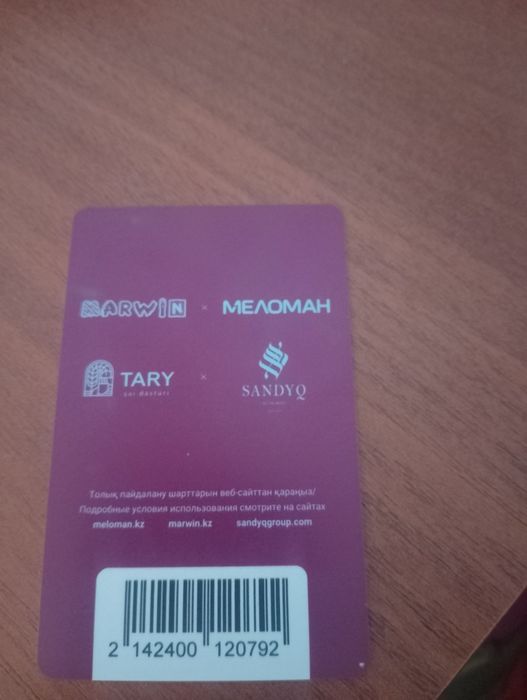 MARWIN × МЕЛОМАН
TARY × SANDYQ
Толық пайдалану шарттарын веб-сайттан қараңыз/
Подробные условия использования смотрите на сайтах
meloman.kz marwin.kz sandyqgroup.com
2 142400 120792